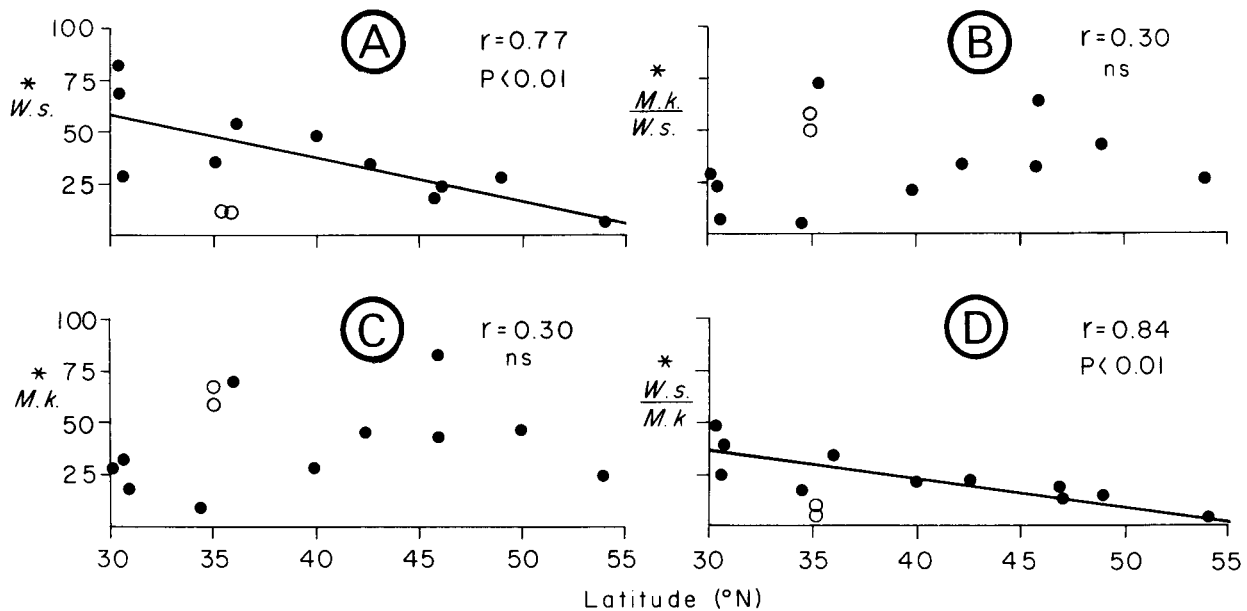 A
r=0.77
P<0.01
100
75
50
25
*
W.s.
B
r=0.30
ns
*
M.k.
W.s.
C
r=0.30
ns
100
75
50
25
*
M.k.
30 35 40 45 50 55
D
r=0.84
P<0.01
*
W.s.
M.k
30 35 40 45 50 55
Latitude (°N)